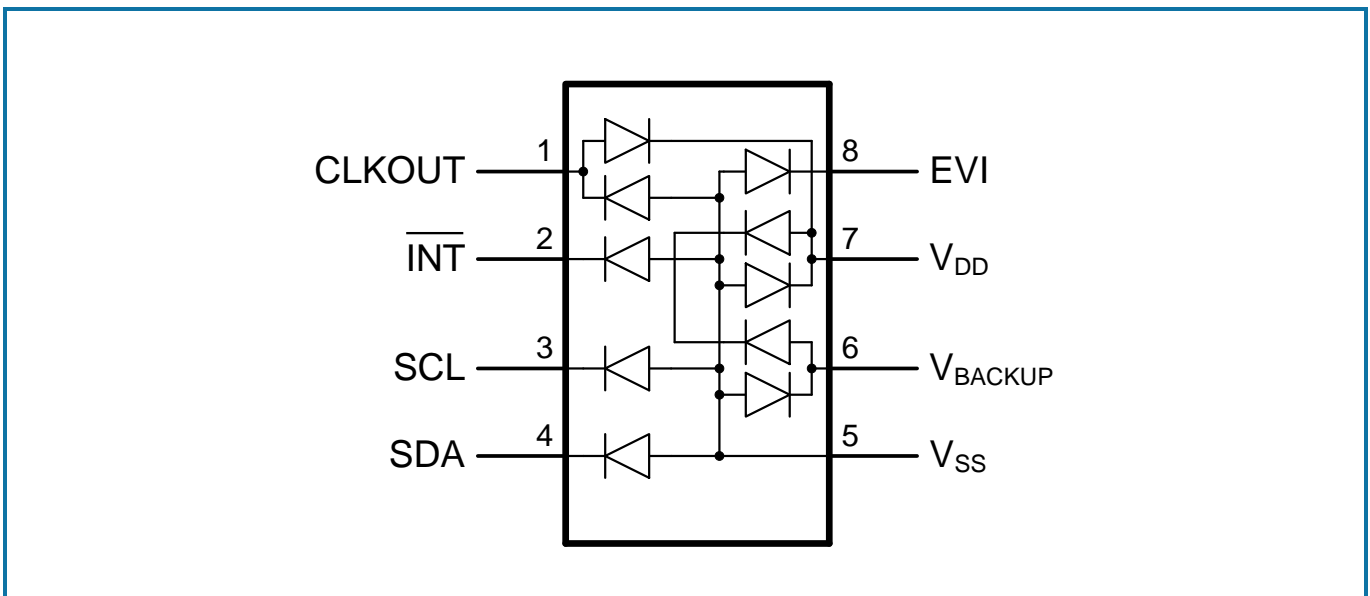 CLKOUT 1
INT 2
SCL 3
SDA 4
8 EVI
7 VDD
6 VBACKUP
5 VSS